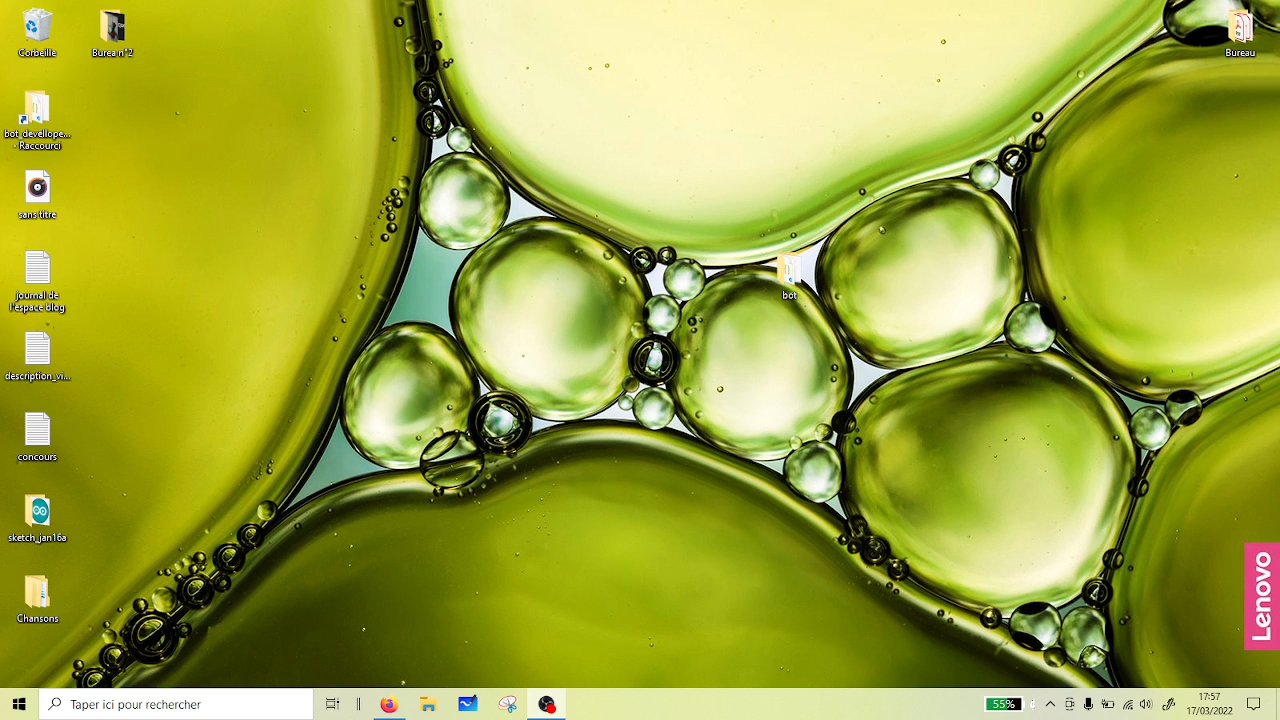 Corbeille
Burea n°2
Bureau
bot_devellope...
- Raccourci
sans titre
journal de
l'espace blog
bot
description_vi...
concours
sketch_jan16a
Chansons
Lenovo
Taper ici pour rechercher
55%
17:57
17/03/2022